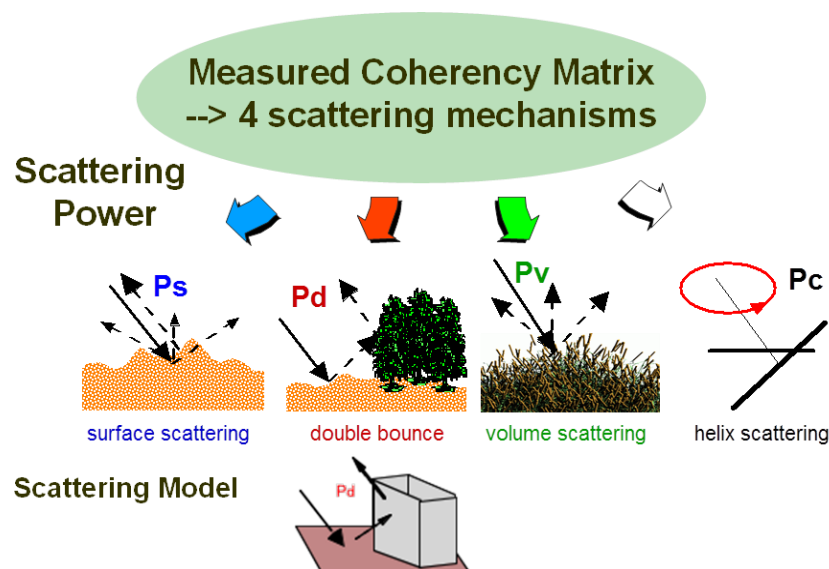 Measured Coherency Matrix
--> 4 scattering mechanisms
Scattering
Power
Ps
Pd
Pv
Pc
surface scattering
double bounce
volume scattering
helix scattering
Scattering Model
Pd